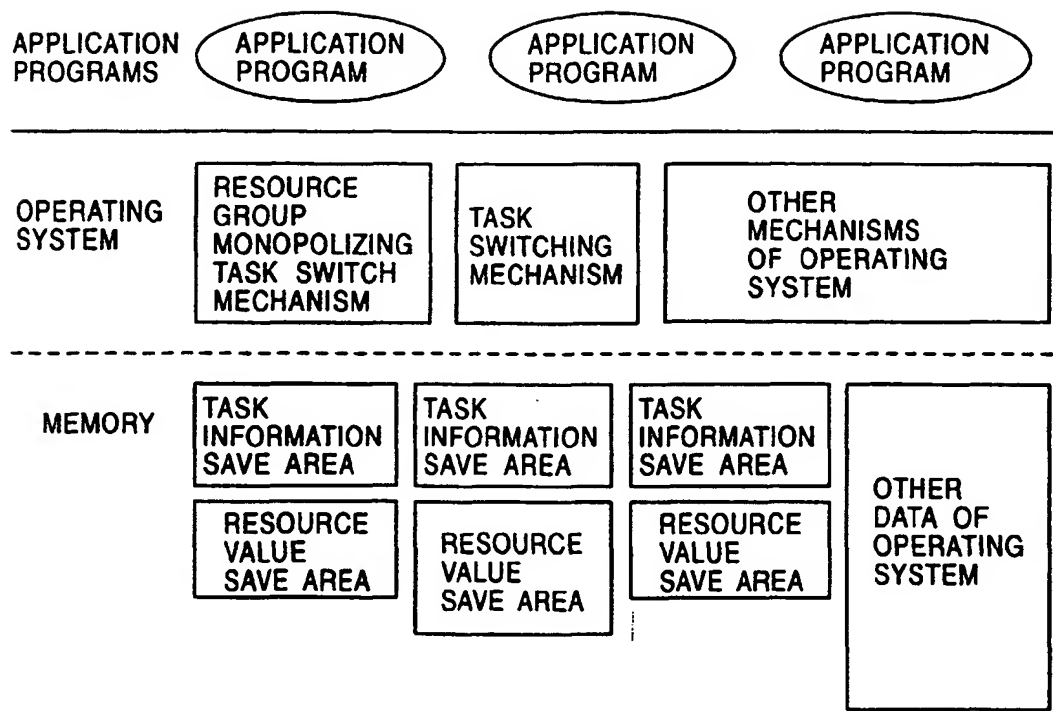 APPLICATION
PROGRAMS
APPLICATION
PROGRAM
APPLICATION
PROGRAM
APPLICATION
PROGRAM
OPERATING
SYSTEM
RESOURCE
GROUP
MONOPOLIZING
TASK SWITCH
MECHANISM
TASK
SWITCHING
MECHANISM
OTHER
MECHANISMS
OF OPERATING
SYSTEM
MEMORY
TASK
INFORMATION
SAVE AREA
TASK
INFORMATION
SAVE AREA
TASK
INFORMATION
SAVE AREA
RESOURCE
VALUE
SAVE AREA
RESOURCE
VALUE
SAVE AREA
RESOURCE
VALUE
SAVE AREA
OTHER
DATA OF
OPERATING
SYSTEM